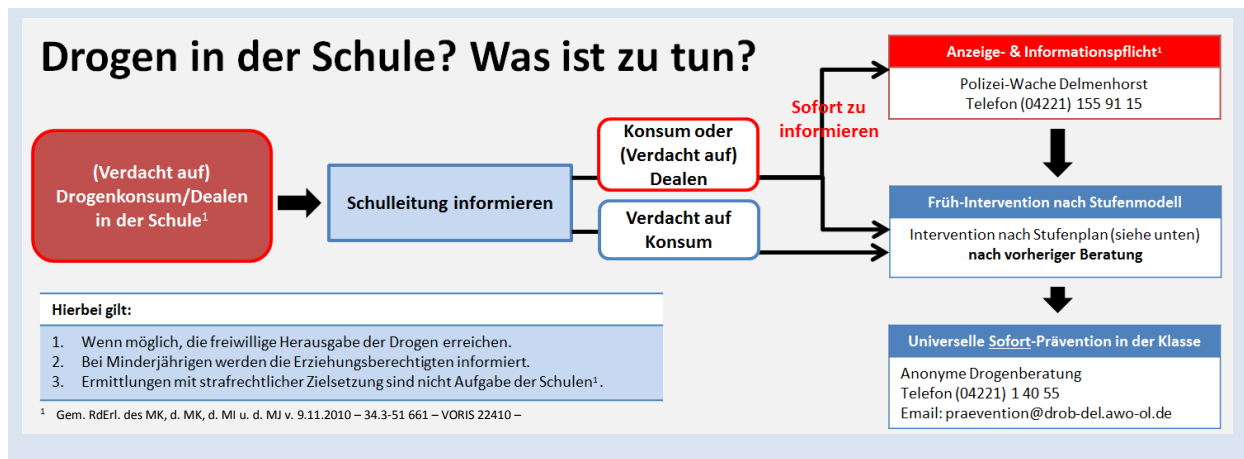 Drogen in der Schule? Was ist zu tun?
(Verdacht auf)
Drogenkonsum/Dealen
in der Schule¹
Schulleitung informieren
Konsum oder
(Verdacht auf)
Dealen
Verdacht auf
Konsum
Sofort zu
informieren
Anzeige- & Informationspflicht¹
Polizei-Wache Delmenhorst
Telefon (04221) 155 91 15
Früh-Intervention nach Stufenmodell
Intervention nach Stufenplan (siehe unten)
nach vorheriger Beratung
Universelle Sofort-Prävention in der Klasse
Anonyme Drogenberatung
Telefon (04221) 1 40 55
Email: praevention@drob-del.awo-ol.de
Hierbei gilt:
1. Wenn möglich, die freiwillige Herausgabe der Drogen erreichen.
2. Bei Minderjährigen werden die Erziehungsberechtigten informiert.
3. Ermittlungen mit strafrechtlicher Zielsetzung sind nicht Aufgabe der Schulen¹.
¹ Gem. RdErl. des MK, d. MK, d. MI u. d. MJ v. 9.11.2010 – 34.3-51 661 – VORIS 22410 –